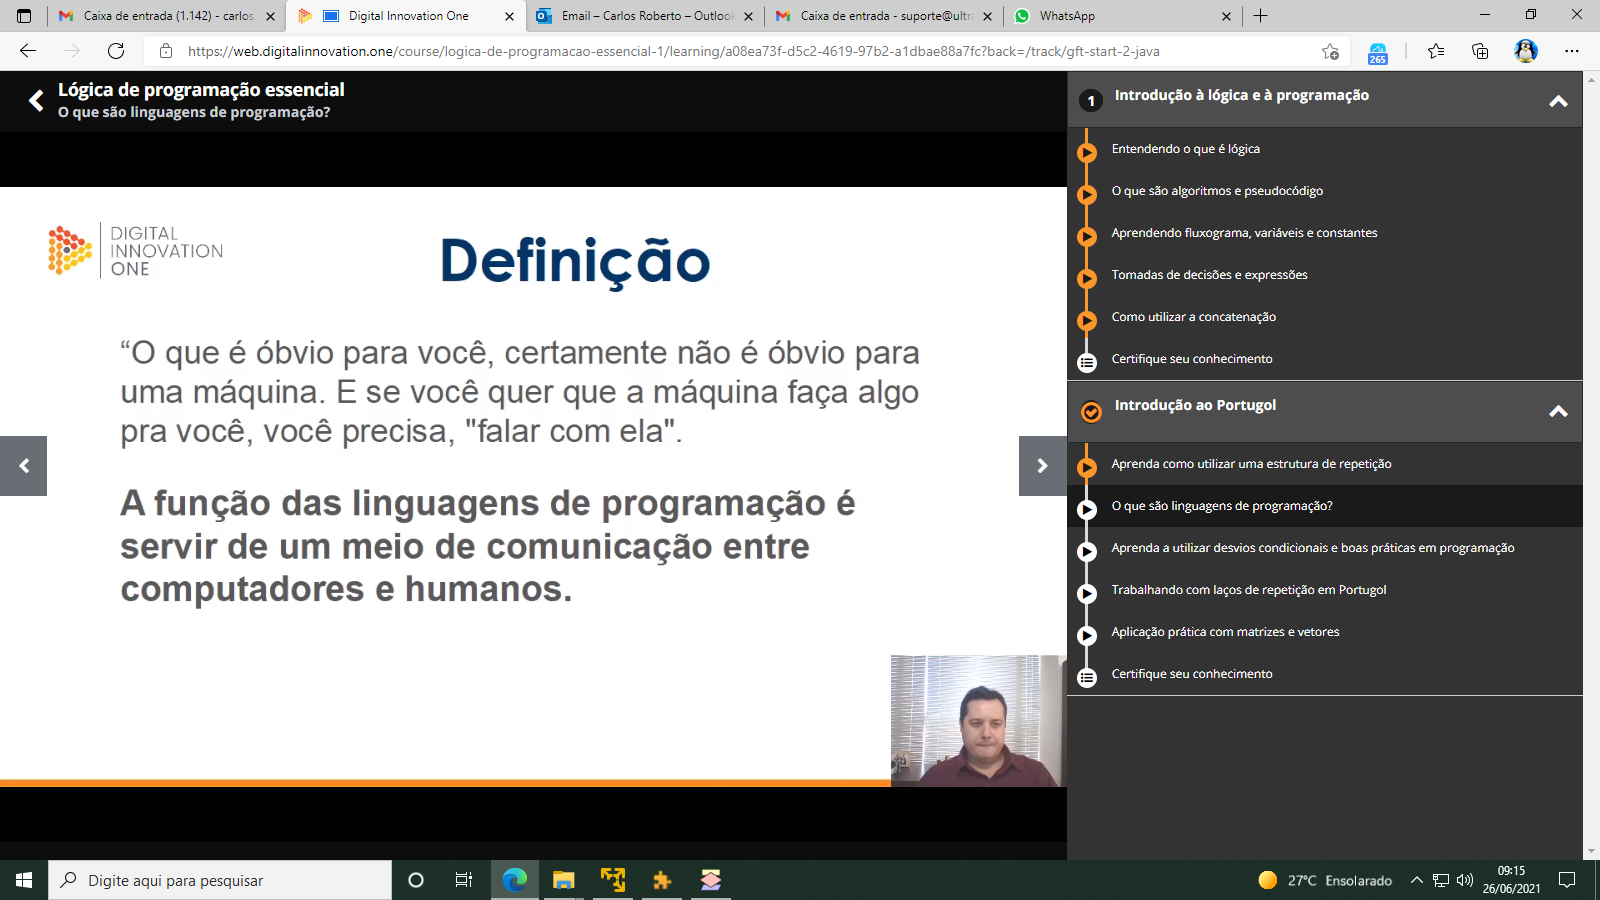 Caixa de entrada (1.142) - carlos.
Digital Innovation One
Email – Carlos Roberto – Outlook
Caixa de entrada - suporte@ultra
WhatsApp
https://web.digitalinnovation.one/course/logica-de-programacao-essencial-1/learning/a08ea73f-d5c2-4619-97b2-a1dbae88a7fc?back=/track/gft-start-2-java
265
Lógica de programação essencial
O que são linguagens de programação?
DIGITAL
INNOVATION
ONE
Definição
“O que é óbvio para você, certamente não é óbvio para
uma máquina. E se você quer que a máquina faça algo
pra você, você precisa, "falar com ela".
A função das linguagens de programação é
servir de um meio de comunicação entre
computadores e humanos.
1 Introdução à lógica e à programação
Entendendo o que é lógica
O que são algoritmos e pseudocódigo
Aprendendo fluxograma, variáveis e constantes
Tomadas de decisões e expressões
Como utilizar a concatenação
Certifique seu conhecimento
Introdução ao Portugol
Aprenda como utilizar uma estrutura de repetição
O que são linguagens de programação?
Aprenda a utilizar desvios condicionais e boas práticas em programação
Trabalhando com laços de repetição em Portugol
Aplicação prática com matrizes e vetores
Certifique seu conhecimento
Digite aqui para pesquisar
27°C Ensolarado
09:15
26/06/2021